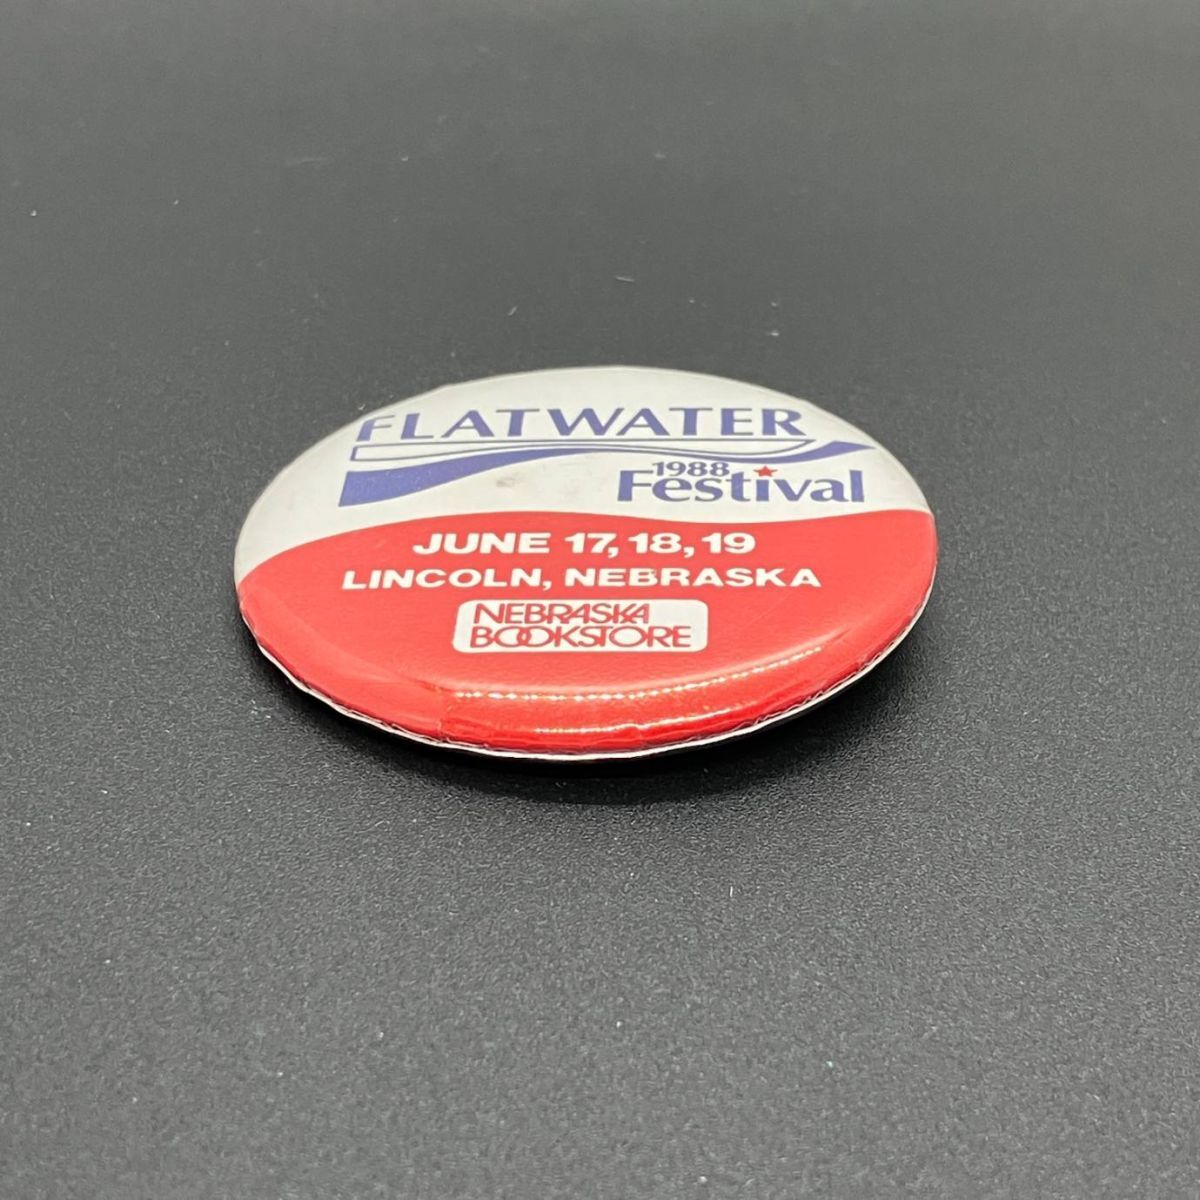 FLATWATER
1988
Festival
JUNE 17, 18, 19
LINCOLN, NEBRASKA
NEBRASKA
BOOKSTORE